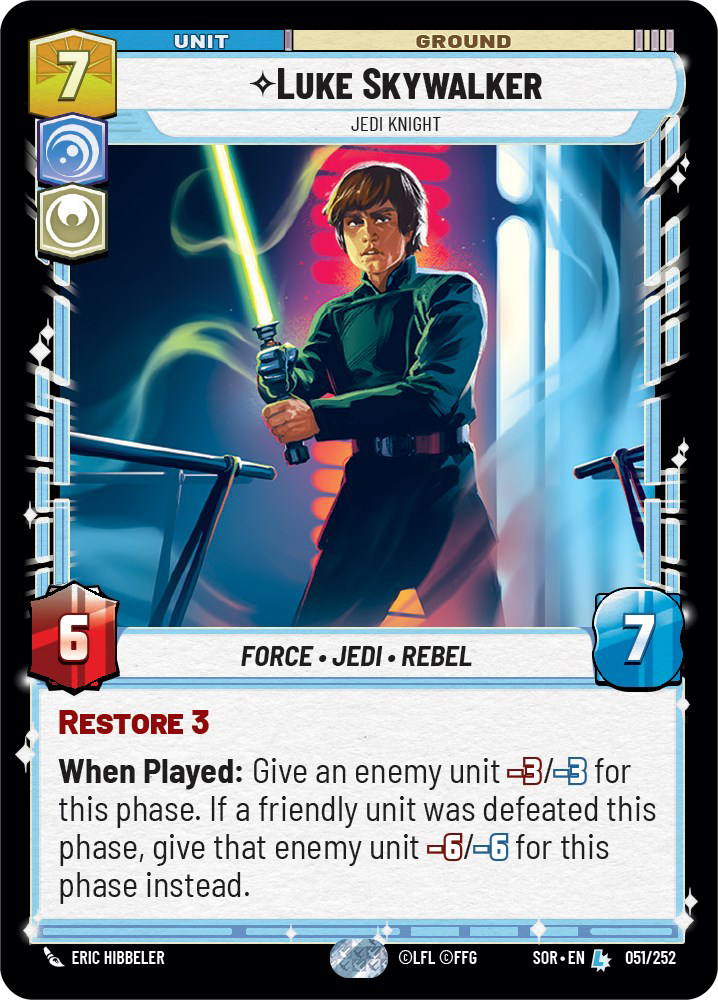 UNIT
GROUND
7
✧LUKE SKYWALKER
JEDI KNIGHT
6
FORCE • JEDI • REBEL
7
RESTORE 3
When Played: Give an enemy unit -3/-3 for
this phase. If a friendly unit was defeated this
phase, give that enemy unit -6/-6 for this
phase instead.
ERIC HIBBELER
©LFL ©FFG
SOR • EN L 051/252